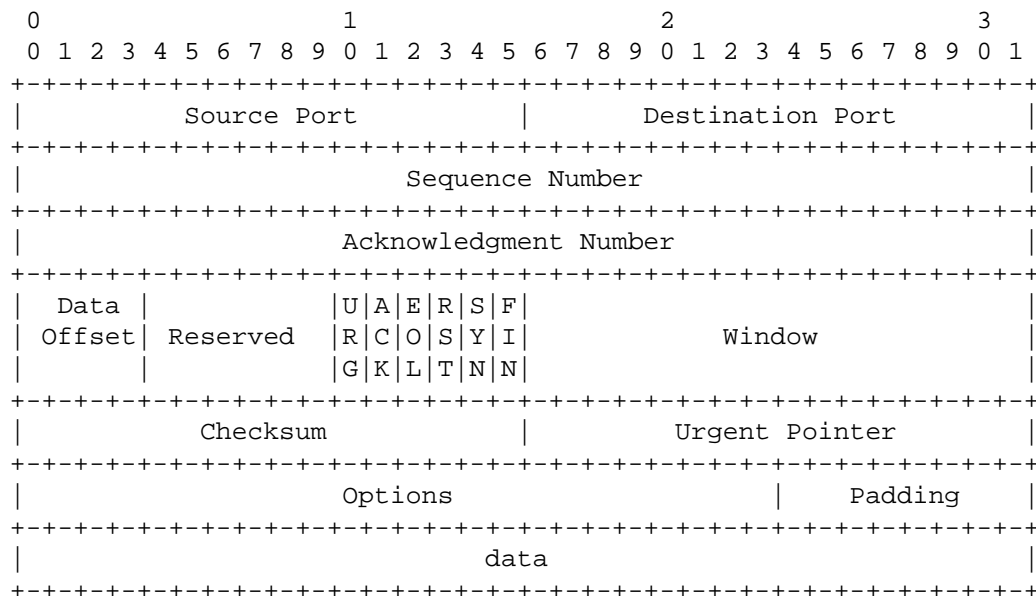 0                   1                   2                   3
0 1 2 3 4 5 6 7 8 9 0 1 2 3 4 5 6 7 8 9 0 1 2 3 4 5 6 7 8 9 0 1
+-+-+-+-+-+-+-+-+-+-+-+-+-+-+-+-+-+-+-+-+-+-+-+-+-+-+-+-+-+-+-+-+
|          Source Port          |       Destination Port        |
+-+-+-+-+-+-+-+-+-+-+-+-+-+-+-+-+-+-+-+-+-+-+-+-+-+-+-+-+-+-+-+-+
|                        Sequence Number                        |
+-+-+-+-+-+-+-+-+-+-+-+-+-+-+-+-+-+-+-+-+-+-+-+-+-+-+-+-+-+-+-+-+
|                    Acknowledgment Number                      |
+-+-+-+-+-+-+-+-+-+-+-+-+-+-+-+-+-+-+-+-+-+-+-+-+-+-+-+-+-+-+-+-+
|  Data |           |U|A|E|R|S|F|                               |
| Offset| Reserved  |R|C|O|S|Y|I|            Window             |
|       |           |G|K|L|T|N|N|                               |
+-+-+-+-+-+-+-+-+-+-+-+-+-+-+-+-+-+-+-+-+-+-+-+-+-+-+-+-+-+-+-+-+
|           Checksum            |         Urgent Pointer        |
+-+-+-+-+-+-+-+-+-+-+-+-+-+-+-+-+-+-+-+-+-+-+-+-+-+-+-+-+-+-+-+-+
|                    Options                    |    Padding    |
+-+-+-+-+-+-+-+-+-+-+-+-+-+-+-+-+-+-+-+-+-+-+-+-+-+-+-+-+-+-+-+-+
|                             data                              |
+-+-+-+-+-+-+-+-+-+-+-+-+-+-+-+-+-+-+-+-+-+-+-+-+-+-+-+-+-+-+-+-+